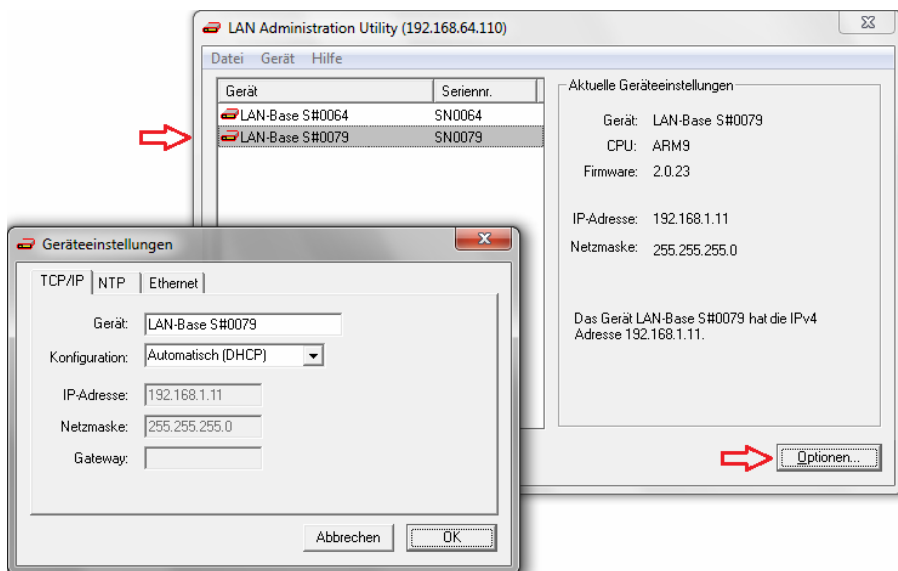 LAN Administration Utility (192.168.64.110)
Datei Gerät Hilfe
Gerät Seriennr.
LAN-Base S#0064 SN0064
LAN-Base S#0079 SN0079
Aktuelle Geräteeinstellungen
Gerät: LAN-Base S#0079
CPU: ARM9
Firmware: 2.0.23
IP-Adresse: 192.168.1.11
Netzmaske: 255.255.255.0
Das Gerät LAN-Base S#0079 hat die IPv4
Adresse 192.168.1.11.
Optionen...
Geräteeinstellungen
TCP/IP NTP Ethernet
Gerät: LAN-Base S#0079
Konfiguration: Automatisch (DHCP)
IP-Adresse: 192.168.1.11
Netzmaske: 255.255.255.0
Gateway:
Abbrechen OK